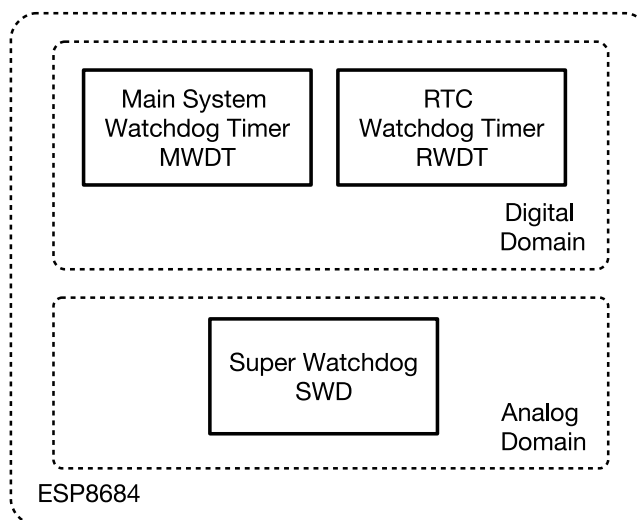 Main System
Watchdog Timer
MWDT
RTC
Watchdog Timer
RWDT
Digital
Domain
Super Watchdog
SWD
Analog
Domain
ESP8684